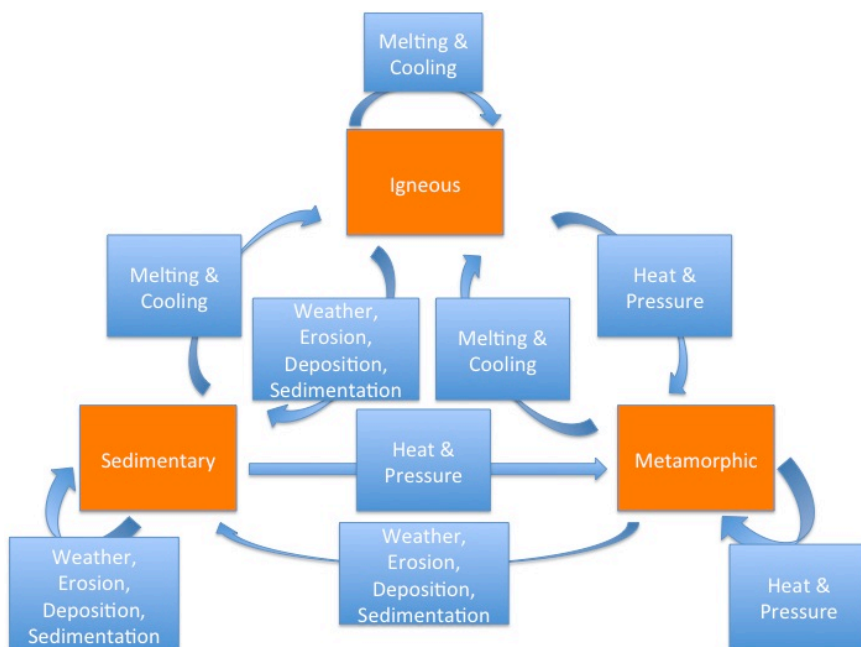 Melting &
Cooling
Igneous
Melting &
Cooling
Heat &
Pressure
Weather,
Erosion,
Deposition,
Sedimentation
Melting &
Cooling
Sedimentary
Heat &
Pressure
Metamorphic
Weather,
Erosion,
Deposition,
Sedimentation
Weather,
Erosion,
Deposition,
Sedimentation
Heat &
Pressure